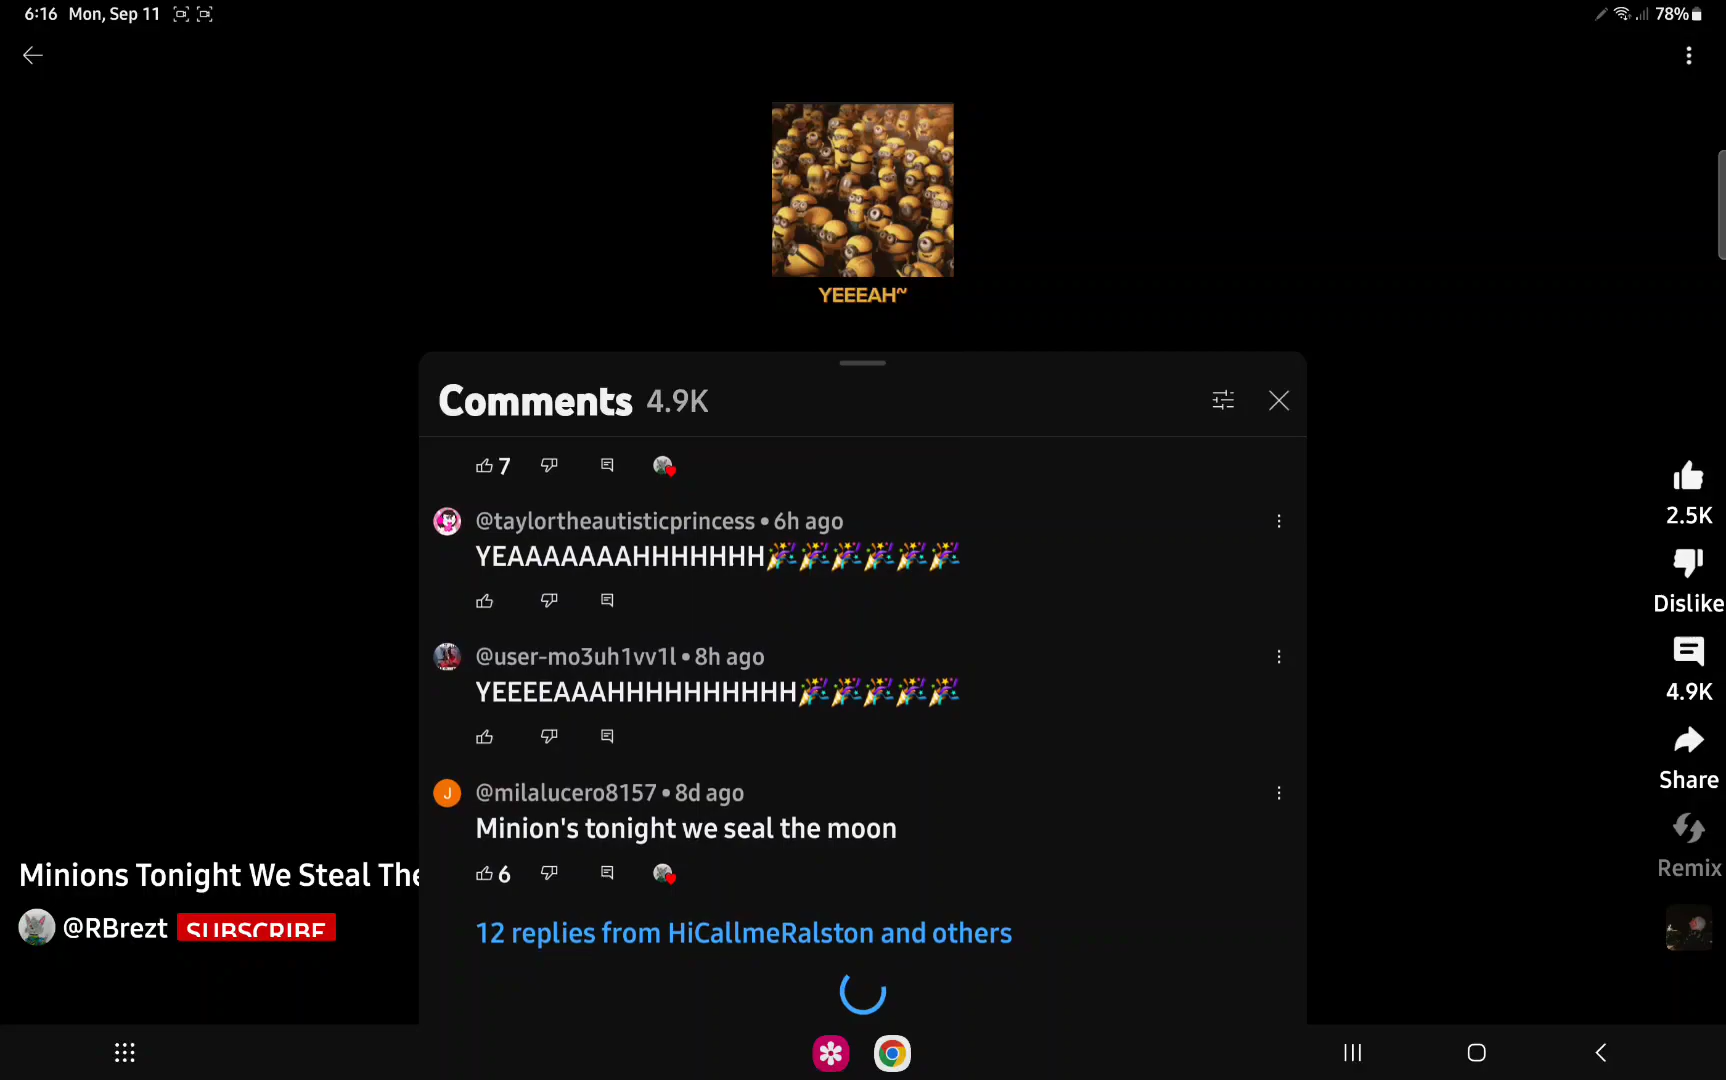 6:16 Mon, Sep 11
78%
YEEEAH~
Comments 4.9K
7
@taylortheautisticprincess • 6h ago
YEAAAAAAAHHHHHHH🎉🎉🎉🎉🎉🎉
@user-mo3uh1vv1l • 8h ago
YEEEEAAAHHHHHHHHHHH🎉🎉🎉🎉🎉
J
@milalucero8157 • 8d ago
Minion's tonight we seal the moon
6
12 replies from HiCallmeRalston and others
Minions Tonight We Steal The
@RBrezt SUBSCRIBE
2.5K
Dislike
4.9K
Share
Remix